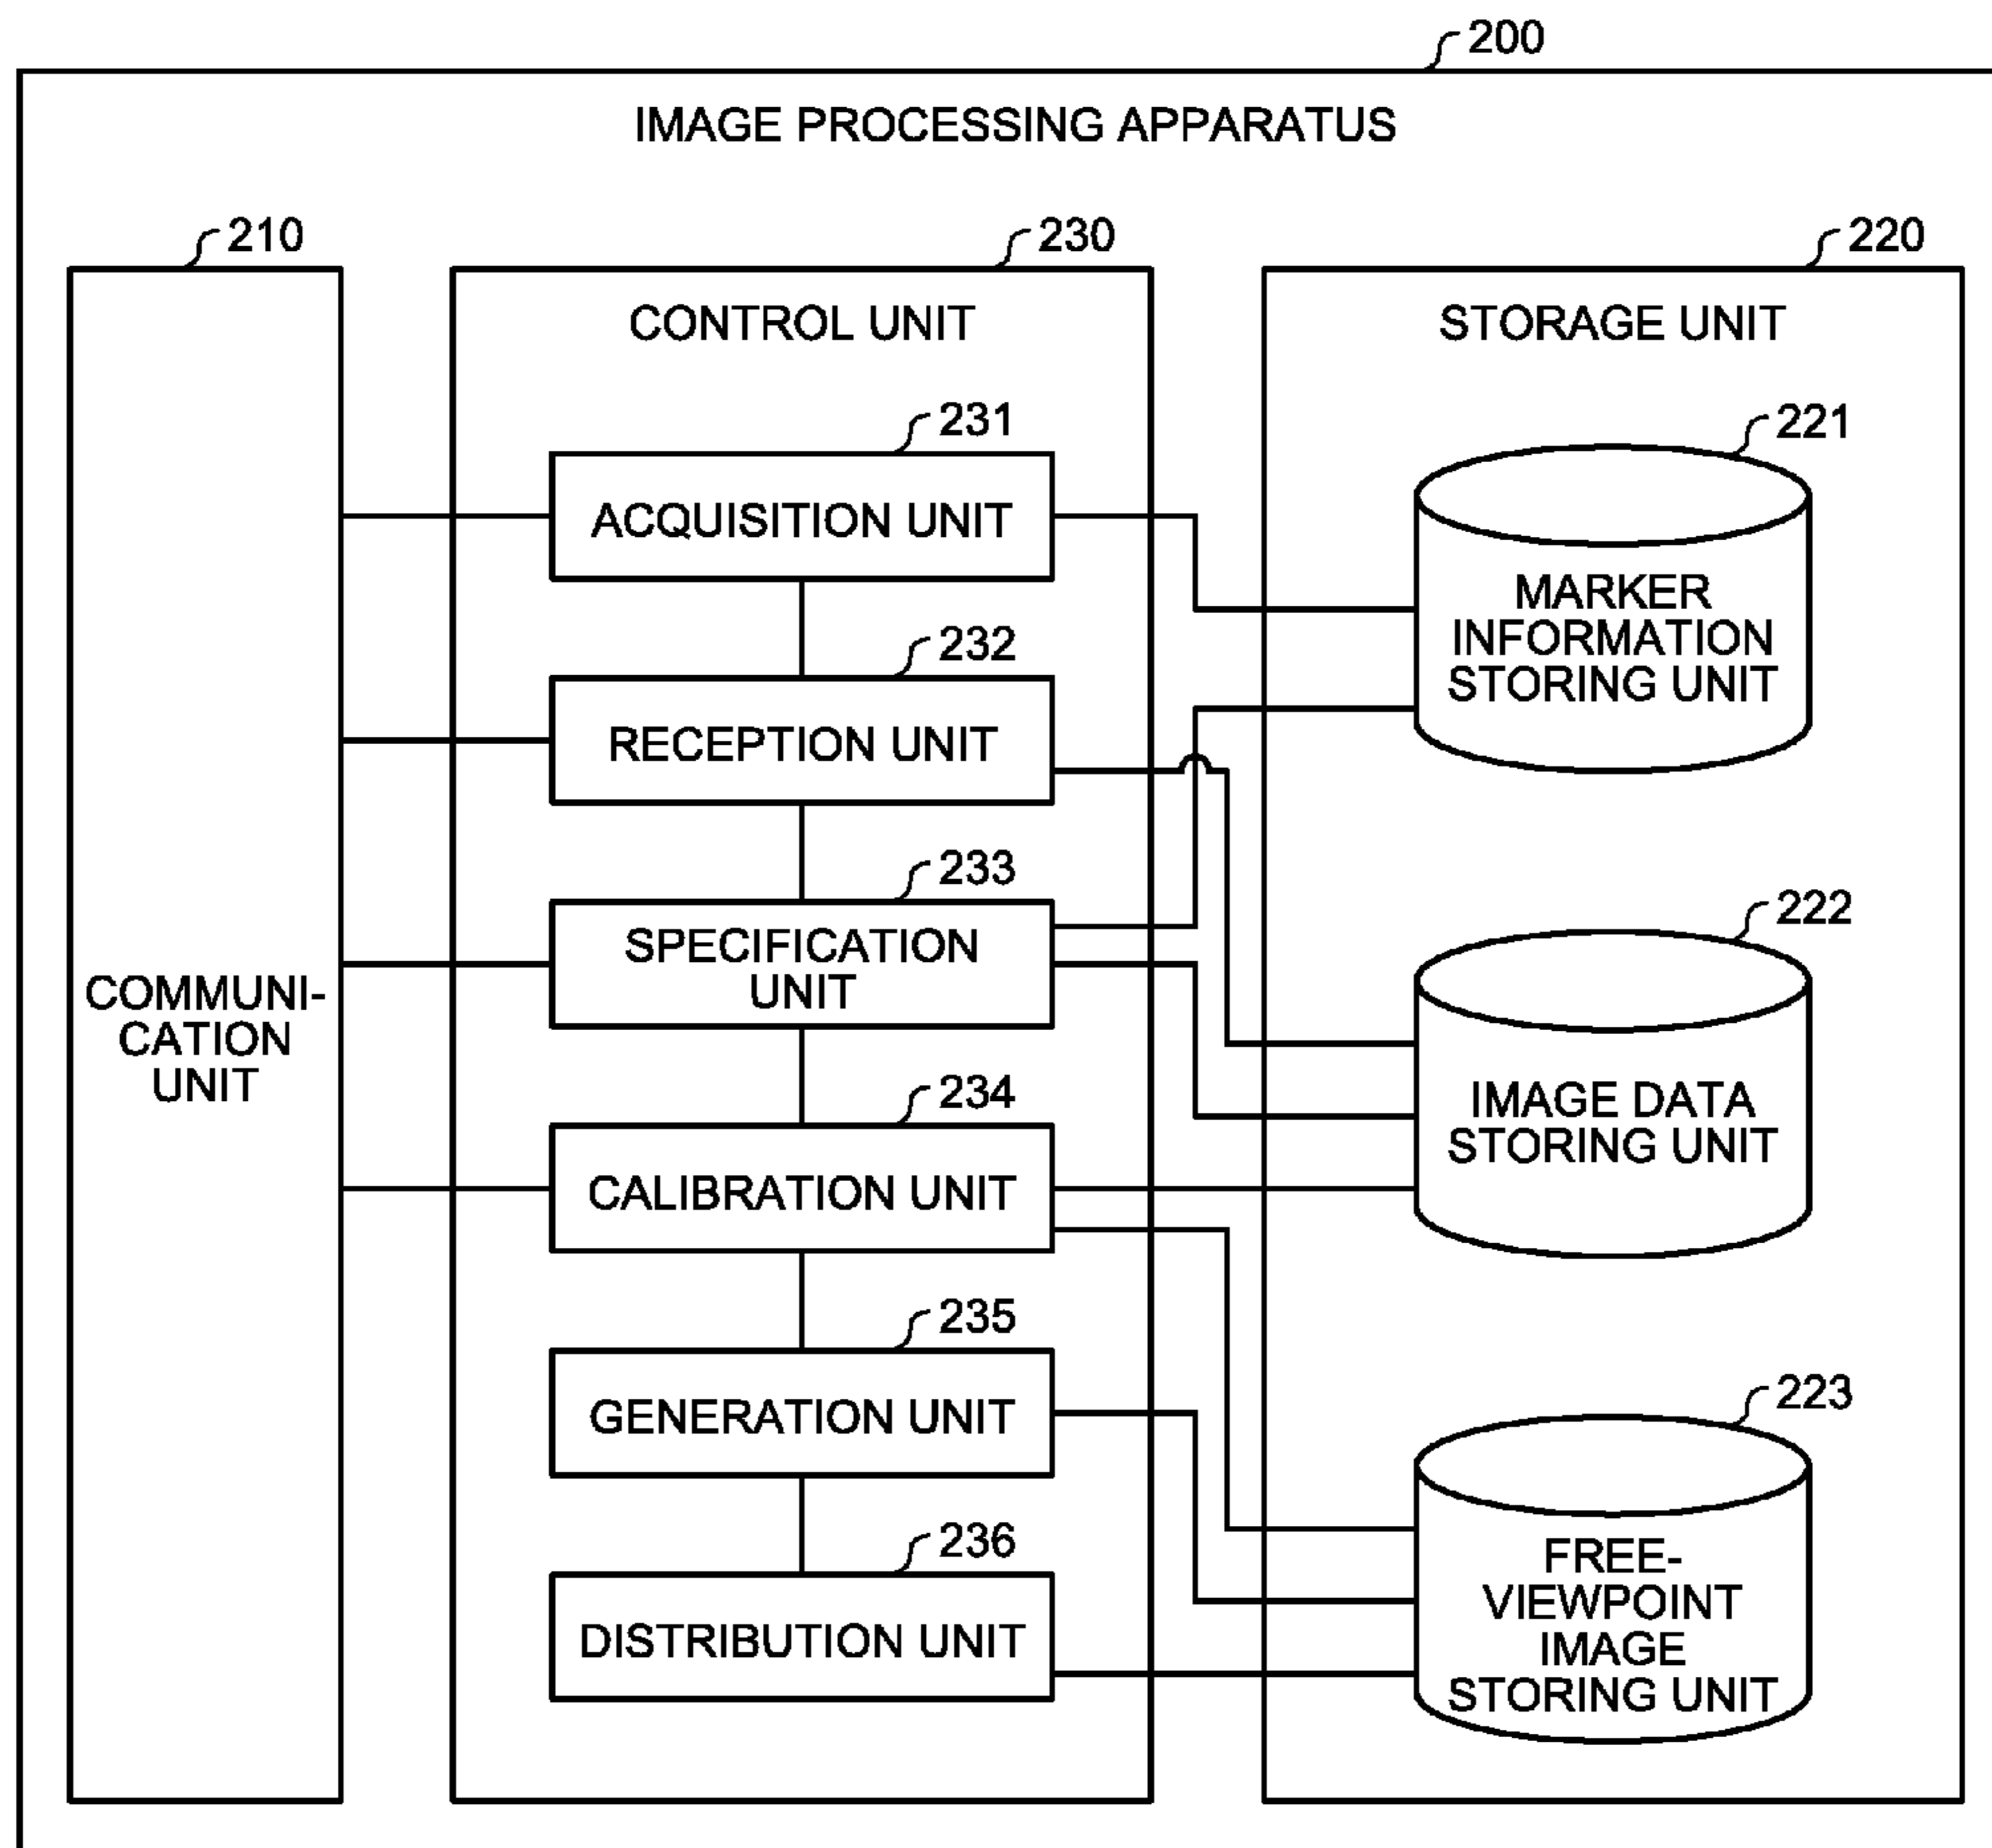 200
IMAGE PROCESSING APPARATUS
210
COMMUNI-
CATION
UNIT
230
CONTROL UNIT
231
ACQUISITION UNIT
232
RECEPTION UNIT
233
SPECIFICATION
UNIT
234
CALIBRATION UNIT
235
GENERATION UNIT
236
DISTRIBUTION UNIT
220
STORAGE UNIT
221
MARKER
INFORMATION
STORING UNIT
222
IMAGE DATA
STORING UNIT
223
FREE-
VIEWPOINT
IMAGE
STORING UNIT